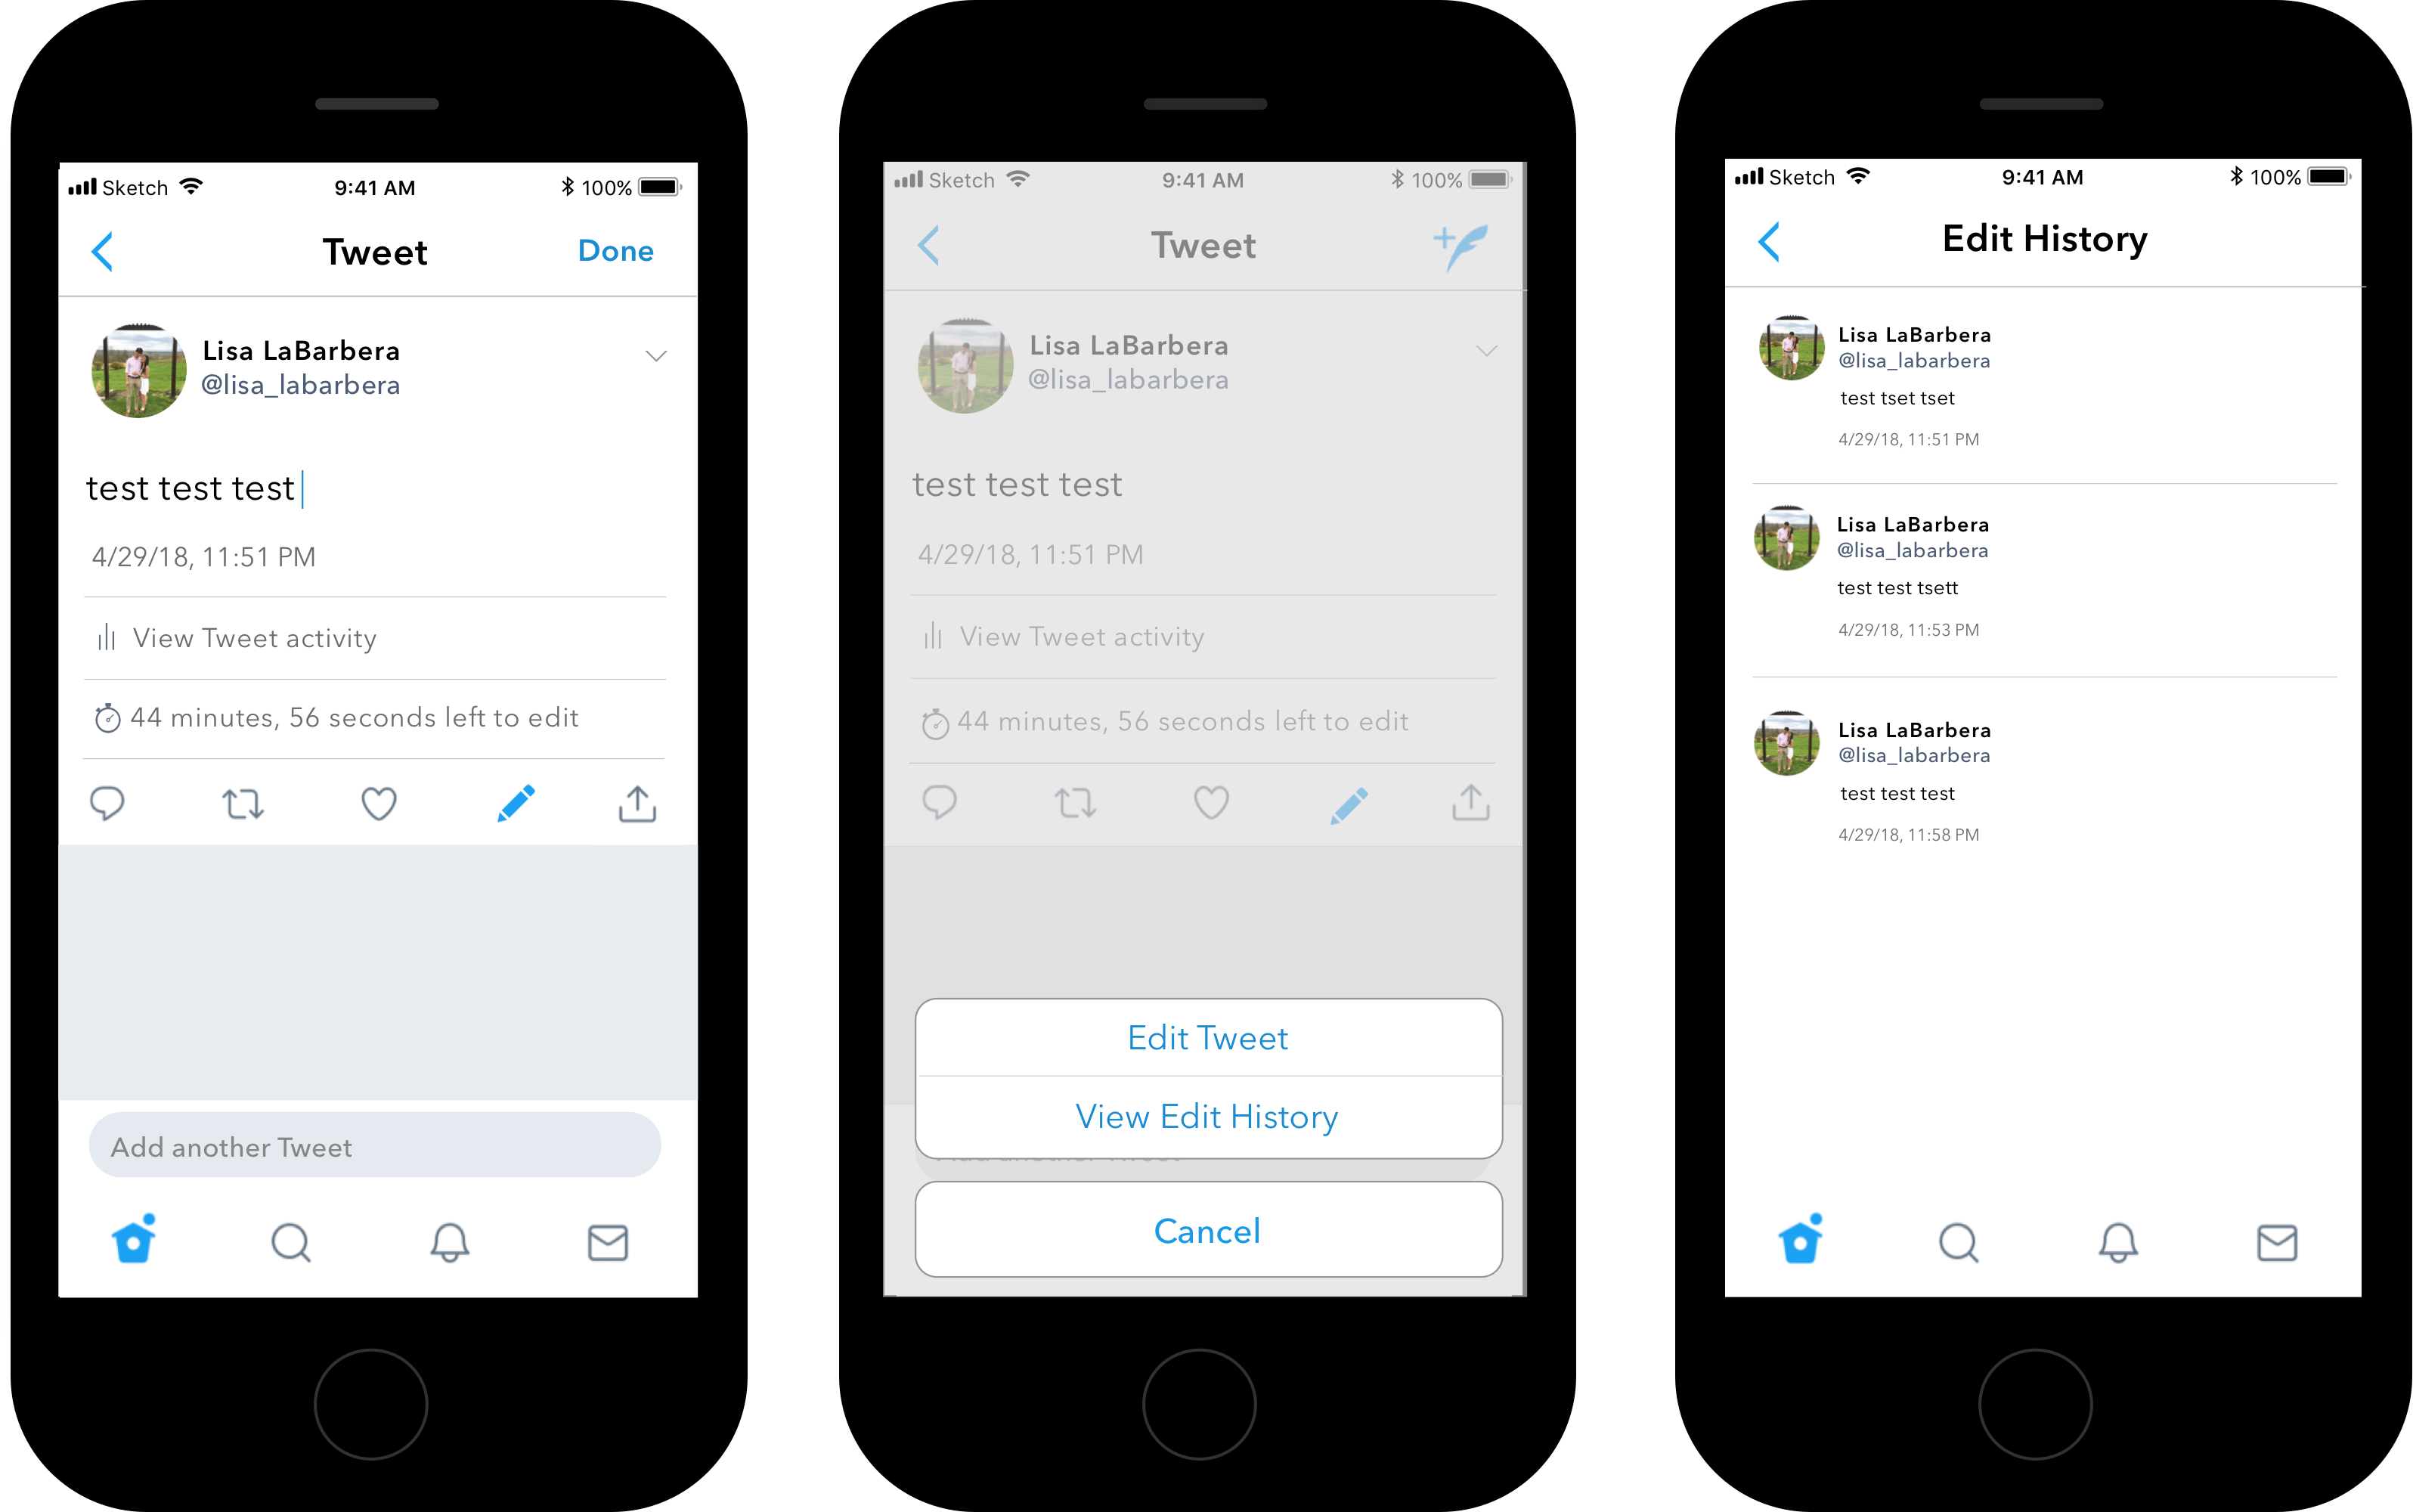 Sketch 9:41 AM 100%
Tweet Done
Lisa LaBarbera
@lisa_labarbera
test test test
4/29/18, 11:51 PM
View Tweet activity
44 minutes, 56 seconds left to edit
Add another Tweet
Sketch 9:41 AM 100%
Tweet
Lisa LaBarbera
@lisa_labarbera
test test test
4/29/18, 11:51 PM
View Tweet activity
44 minutes, 56 seconds left to edit
Edit Tweet
View Edit History
Cancel
Sketch 9:41 AM 100%
Edit History
Lisa LaBarbera
@lisa_labarbera
test tset tset
4/29/18, 11:51 PM
Lisa LaBarbera
@lisa_labarbera
test test tsett
4/29/18, 11:53 PM
Lisa LaBarbera
@lisa_labarbera
test test test
4/29/18, 11:58 PM